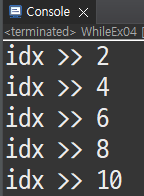 Console
<terminated> WhileEx04 [
idx >> 2
idx >> 4
idx >> 6
idx >> 8
idx >> 10